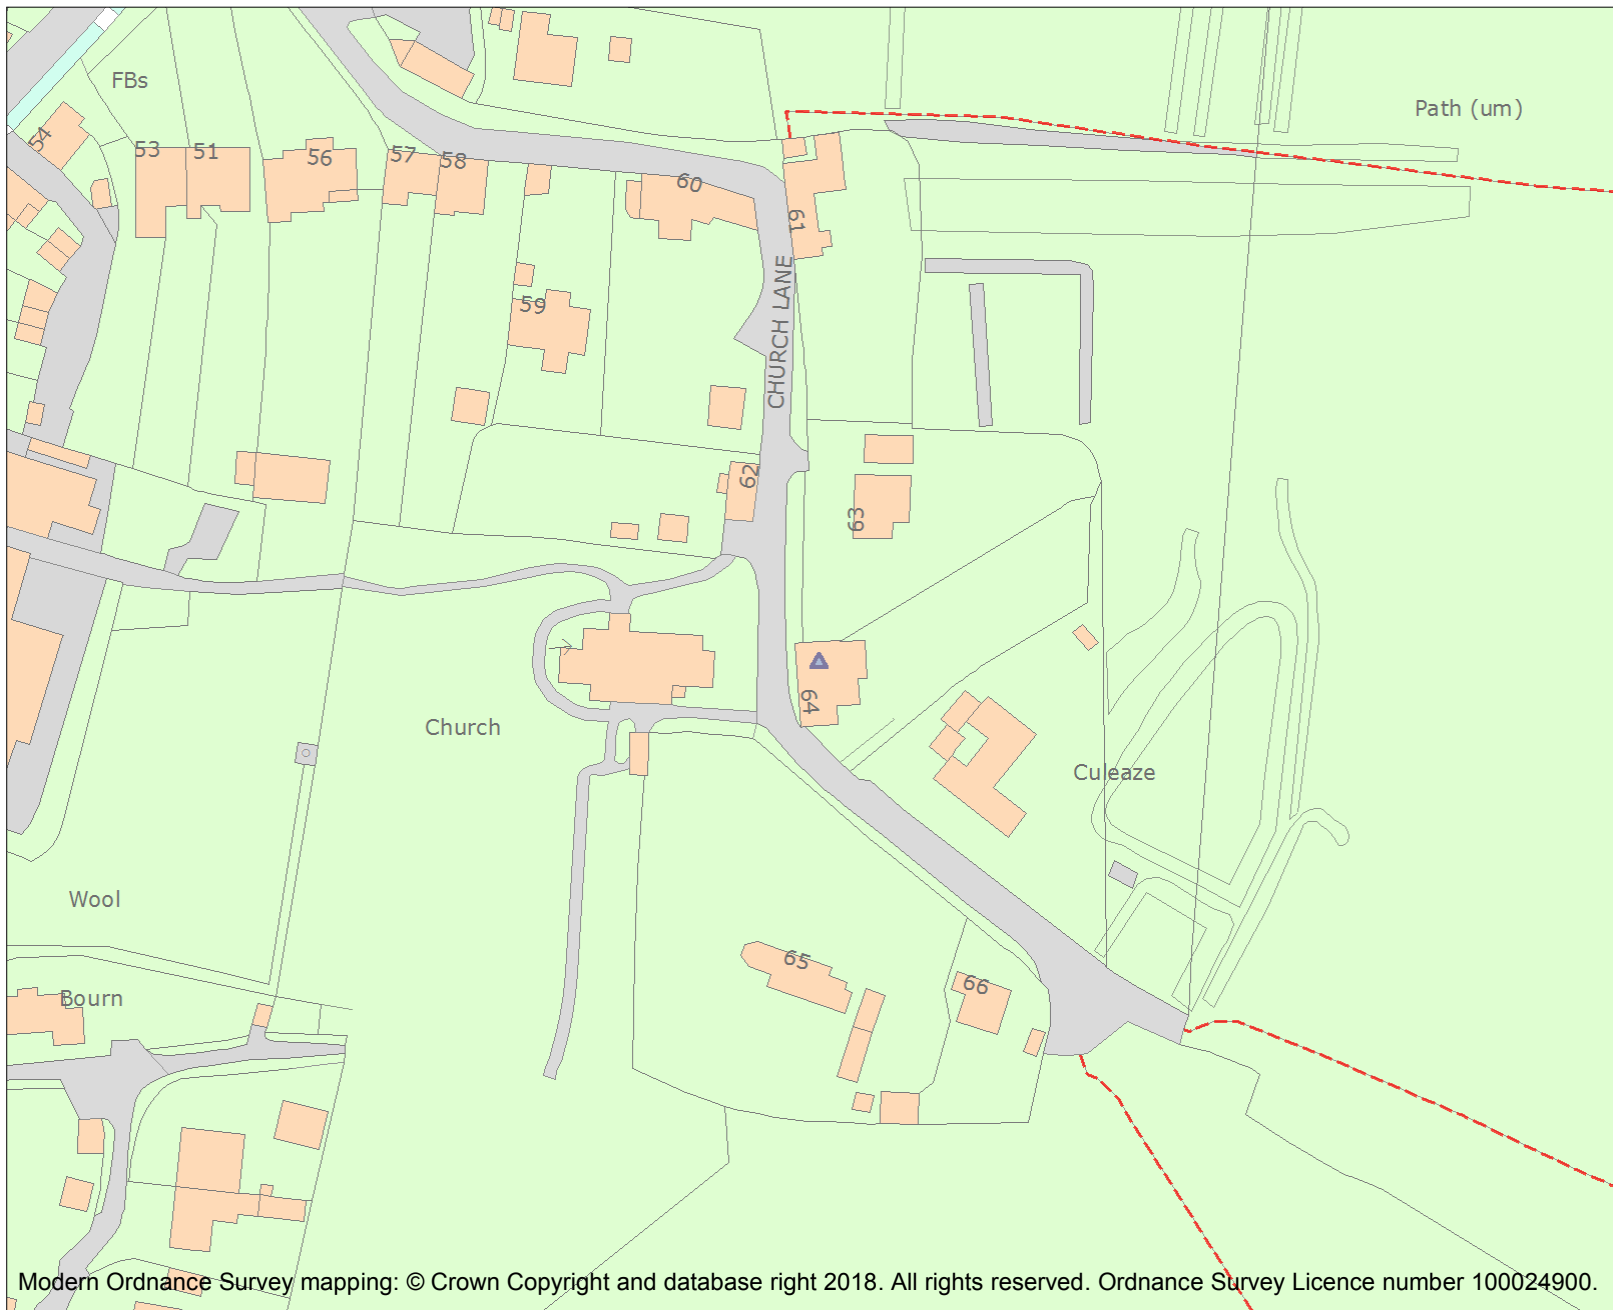 FBs
Path (um)
54
53
51
56
57
58
60
61
CHURCH LANE
59
62
63
64
Church
Culeaze
Wool
65
66
Bourn
Modern Ordnance Survey mapping: © Crown Copyright and database right 2018. All rights reserved. Ordnance Survey Licence number 100024900.